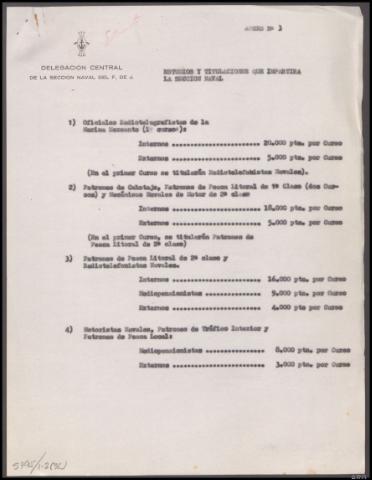 ANEXO Nº 1
DELEGACION CENTRAL
DE LA SECCION NAVAL DEL F. DE J.
ESTUDIOS Y TITULACIONES QUE IMPARTIRA
LA SECCION NAVAL
1) Oficiales Radiotelegrafistas de la
Marina Mercante (1º curso):
Internos ........................ 20.000 pts. por Curso
Externos ........................ 5.000 pts. por Curso
(En el primer Curso se titularán Radiotelefonistas Navales).
2) Patrones de Cabotaje, Patrones de Pesca Litoral de 1ª Clase (dos Cur-
sos) y Mecánicos Navales de Motor de 2ª clase
Internos ........................ 18.000 pts. por Curso
Externos ........................ 5.000 pts. por Curso
(En el primer Curso, se titularán Patrones de
Pesca Litoral de 2ª clase)
3) Patrones de Pesca Litoral de 2ª clase y
Radiotelefonistas Navales.
Internos ........................ 16.000 pts. por Curso
Mediopensionistas ............... 9.000 pts. por Curso
Externos ........................ 4.000 pts por Curso
4) Motoristas Navales, Patrones de Tráfico Interior y
Patrones de Pesca Local:
Mediopensionistas ............... 8.000 pts. por Curso
Externos ........................ 3.000 pts. por Curso